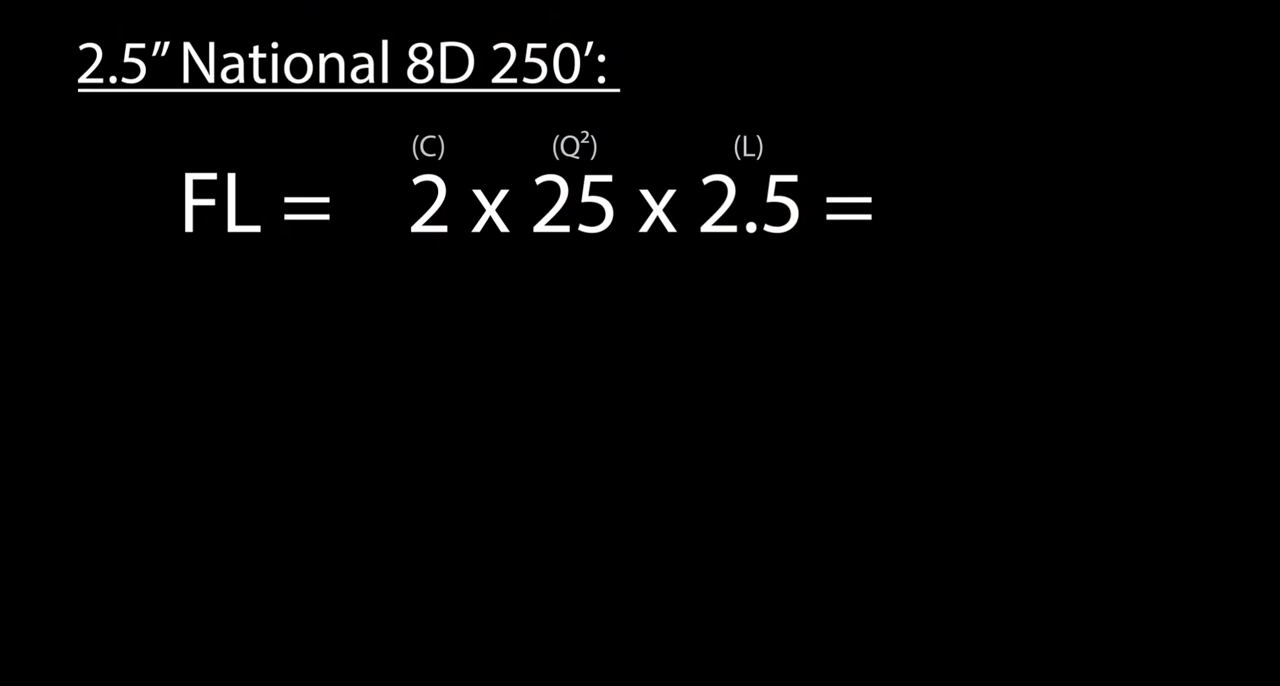 2.5” National 8D 250’:
(C) (Q²) (L)
FL = 2 x 25 x 2.5 =